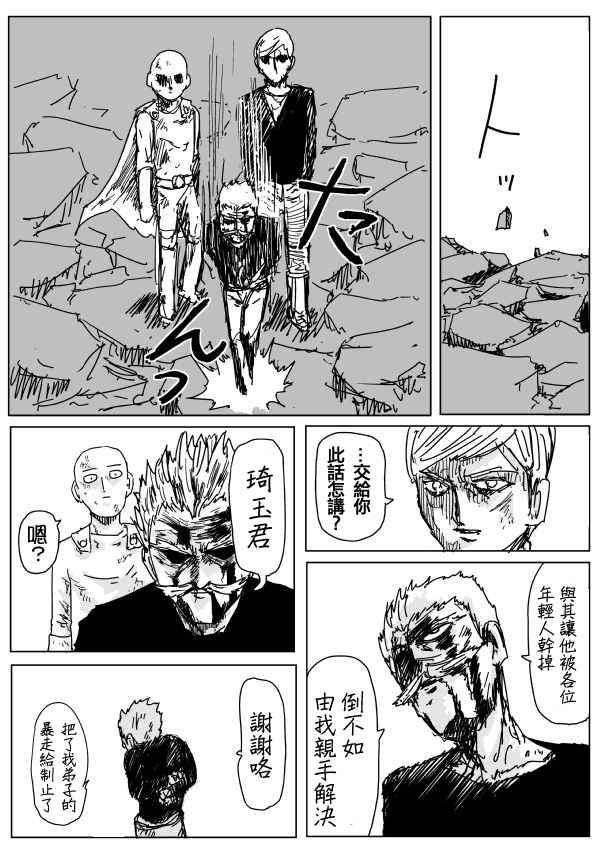 トッ
たんっ
…交給你
此話怎講？
琦玉君
嗯？
與其讓他被各位
年輕人幹掉
倒不如
由我親手解決
謝謝咯
把了我弟子的
暴走給制止了